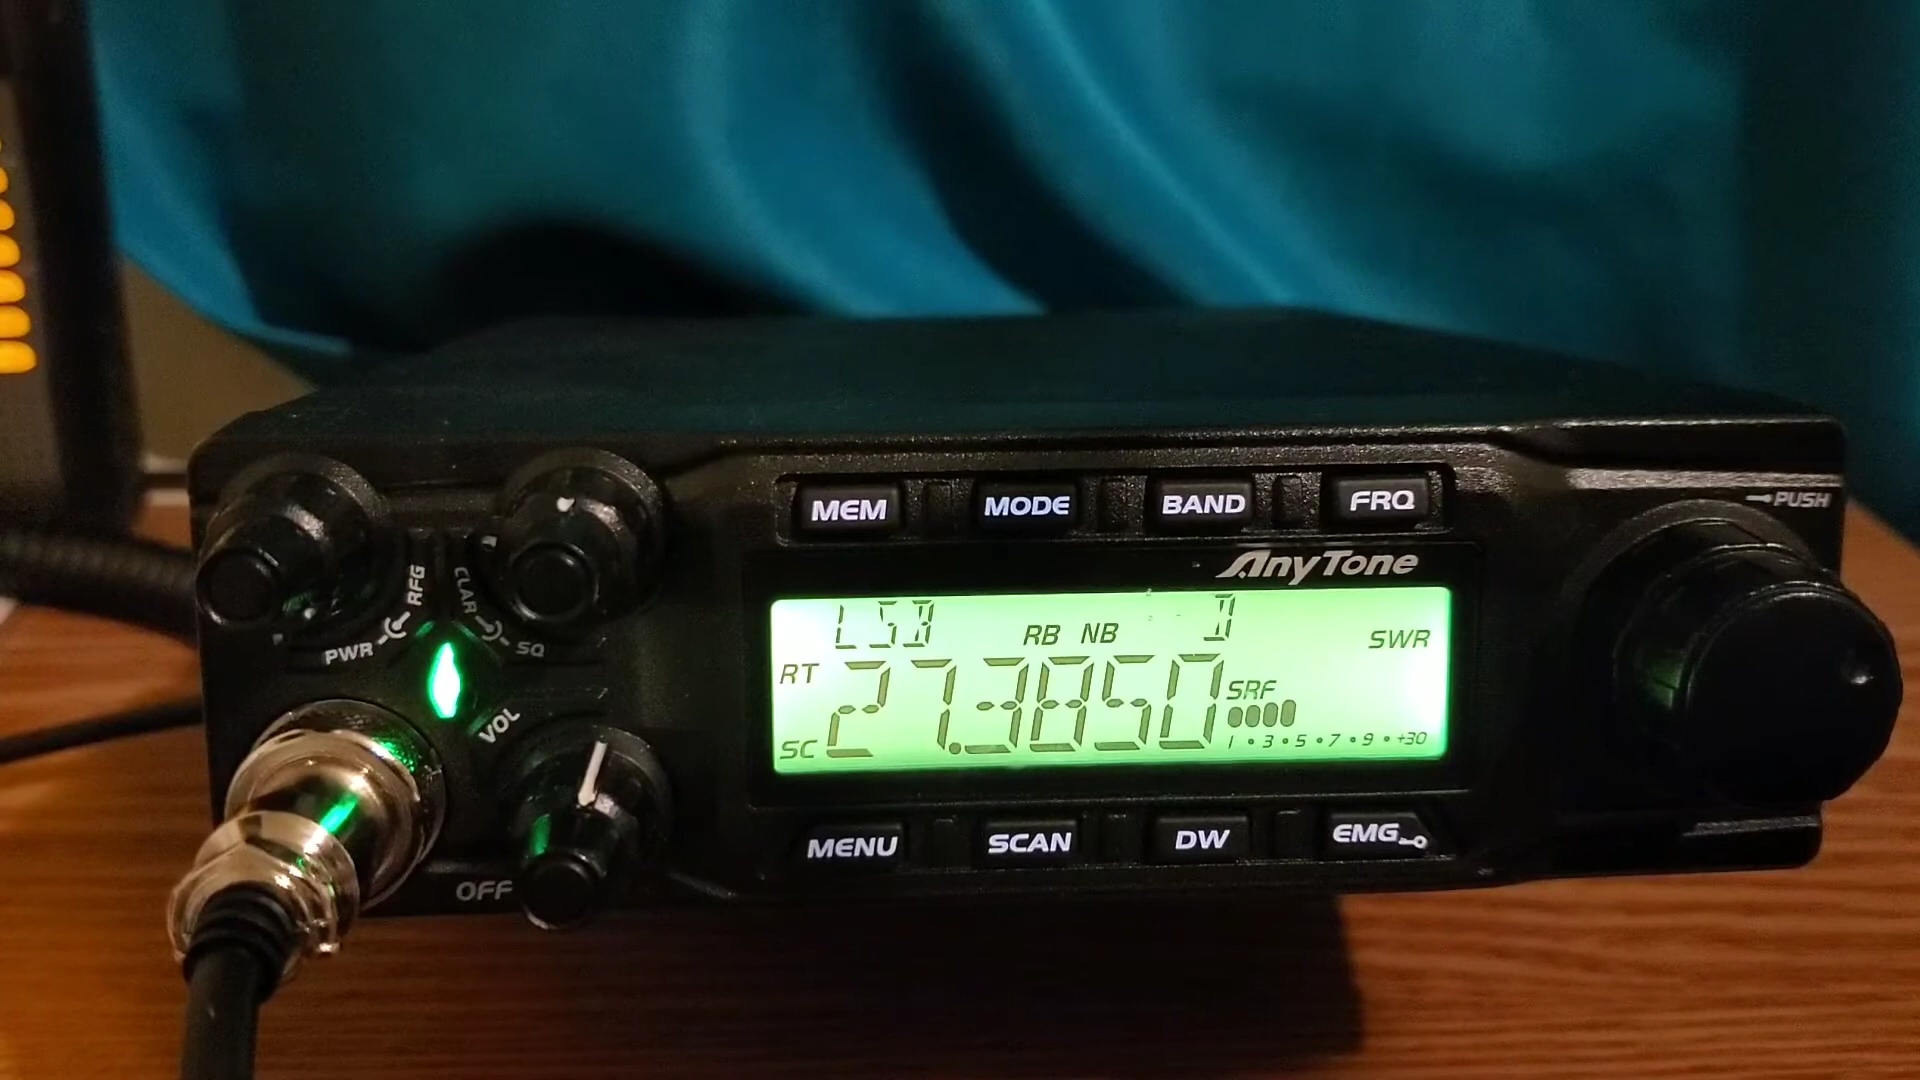 MEM MODE BAND FRQ
PUSH
AnyTone
RFG CLAR
PWR SQ
LSB RB NB D SWR
RT 27.3850 SRF
SC 1 • 3 • 5 • 7 • 9 • +30
VOL
OFF
MENU SCAN DW EMG